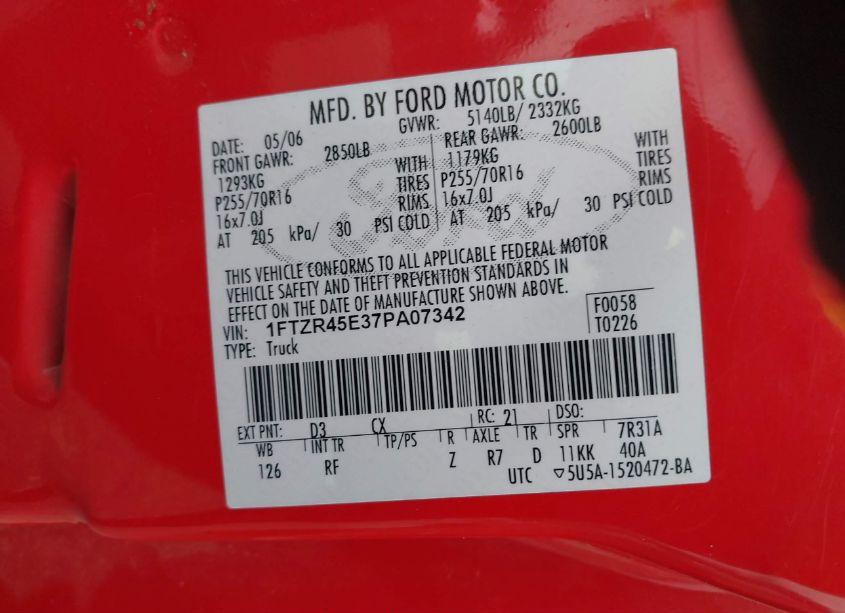 MFD. BY FORD MOTOR CO.
DATE: 05/06 GVWR: 5140LB/ 2332KG
FRONT GAWR: 2850LB REAR GAWR: 2600LB
1293KG WITH 1179KG WITH
P255/70R16 TIRES P255/70R16 TIRES
16x7.0J RIMS 16x7.0J RIMS
AT 205 kPa/ 30 PSI COLD AT 205 kPa/ 30 PSI COLD
THIS VEHICLE CONFORMS TO ALL APPLICABLE FEDERAL MOTOR
VEHICLE SAFETY AND THEFT PREVENTION STANDARDS IN
EFFECT ON THE DATE OF MANUFACTURE SHOWN ABOVE.
VIN: 1FTZR45E37PA07342 F0058
TYPE: Truck T0226
EXT PNT: D3 CX RC: 21 DSO:
WB INT TR TP/PS R AXLE TR SPR 7R31A
126 RF Z R7 D 11KK 40A
UTC ▽5U5A-1520472-BA